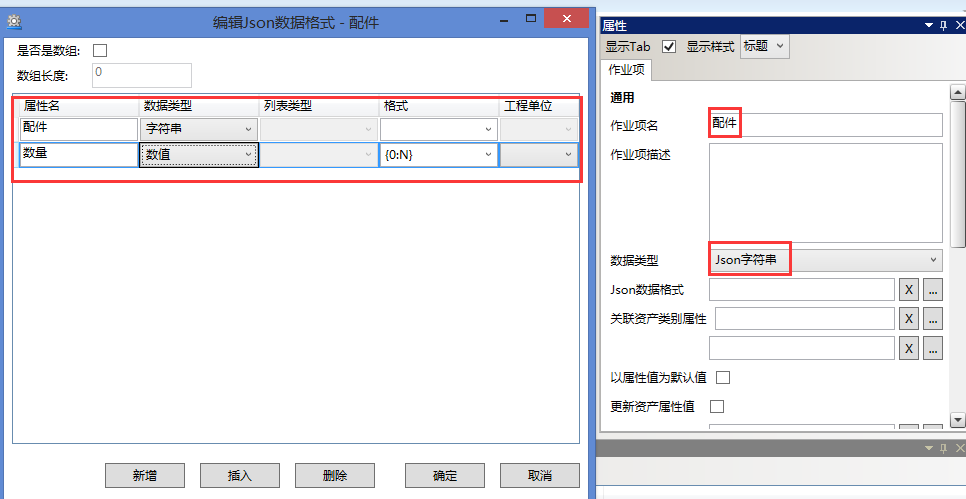 编辑Json数据格式 - 配件
是否是数组:
数组长度:
0
属性名 数据类型 列表类型 格式 工程单位
配件 字符串
数量 数值 {0:N}
新增 插入 删除 确定 取消
属性
显示Tab 显示样式 标题
作业项
通用
作业项名 配件
作业项描述
数据类型 Json字符串
Json数据格式 X ...
关联资产类别属性 X ...
X ...
以属性值为默认值
更新资产属性值